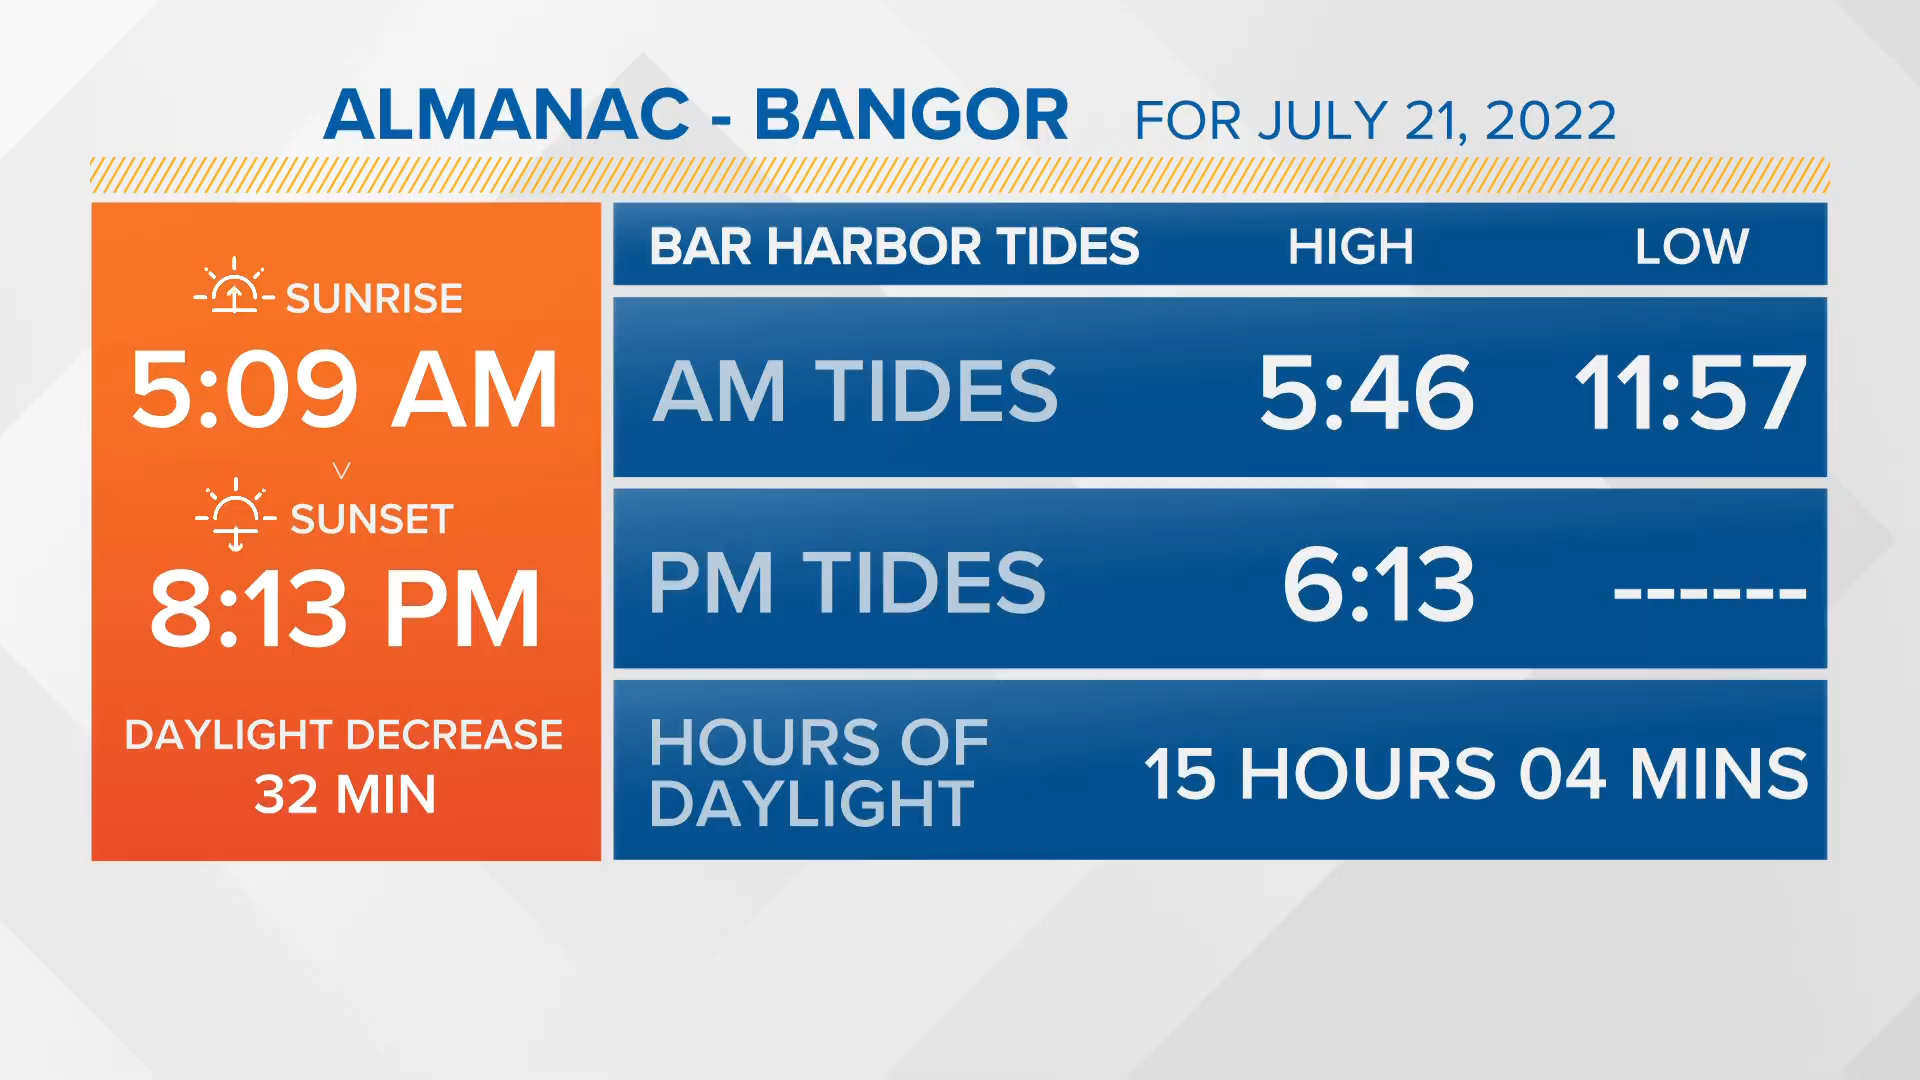 ALMANAC - BANGOR FOR JULY 21, 2022
SUNRISE
5:09 AM
SUNSET
8:13 PM
DAYLIGHT DECREASE
32 MIN
BAR HARBOR TIDES HIGH LOW
AM TIDES 5:46 11:57
PM TIDES 6:13 ------
HOURS OF
DAYLIGHT
15 HOURS 04 MINS